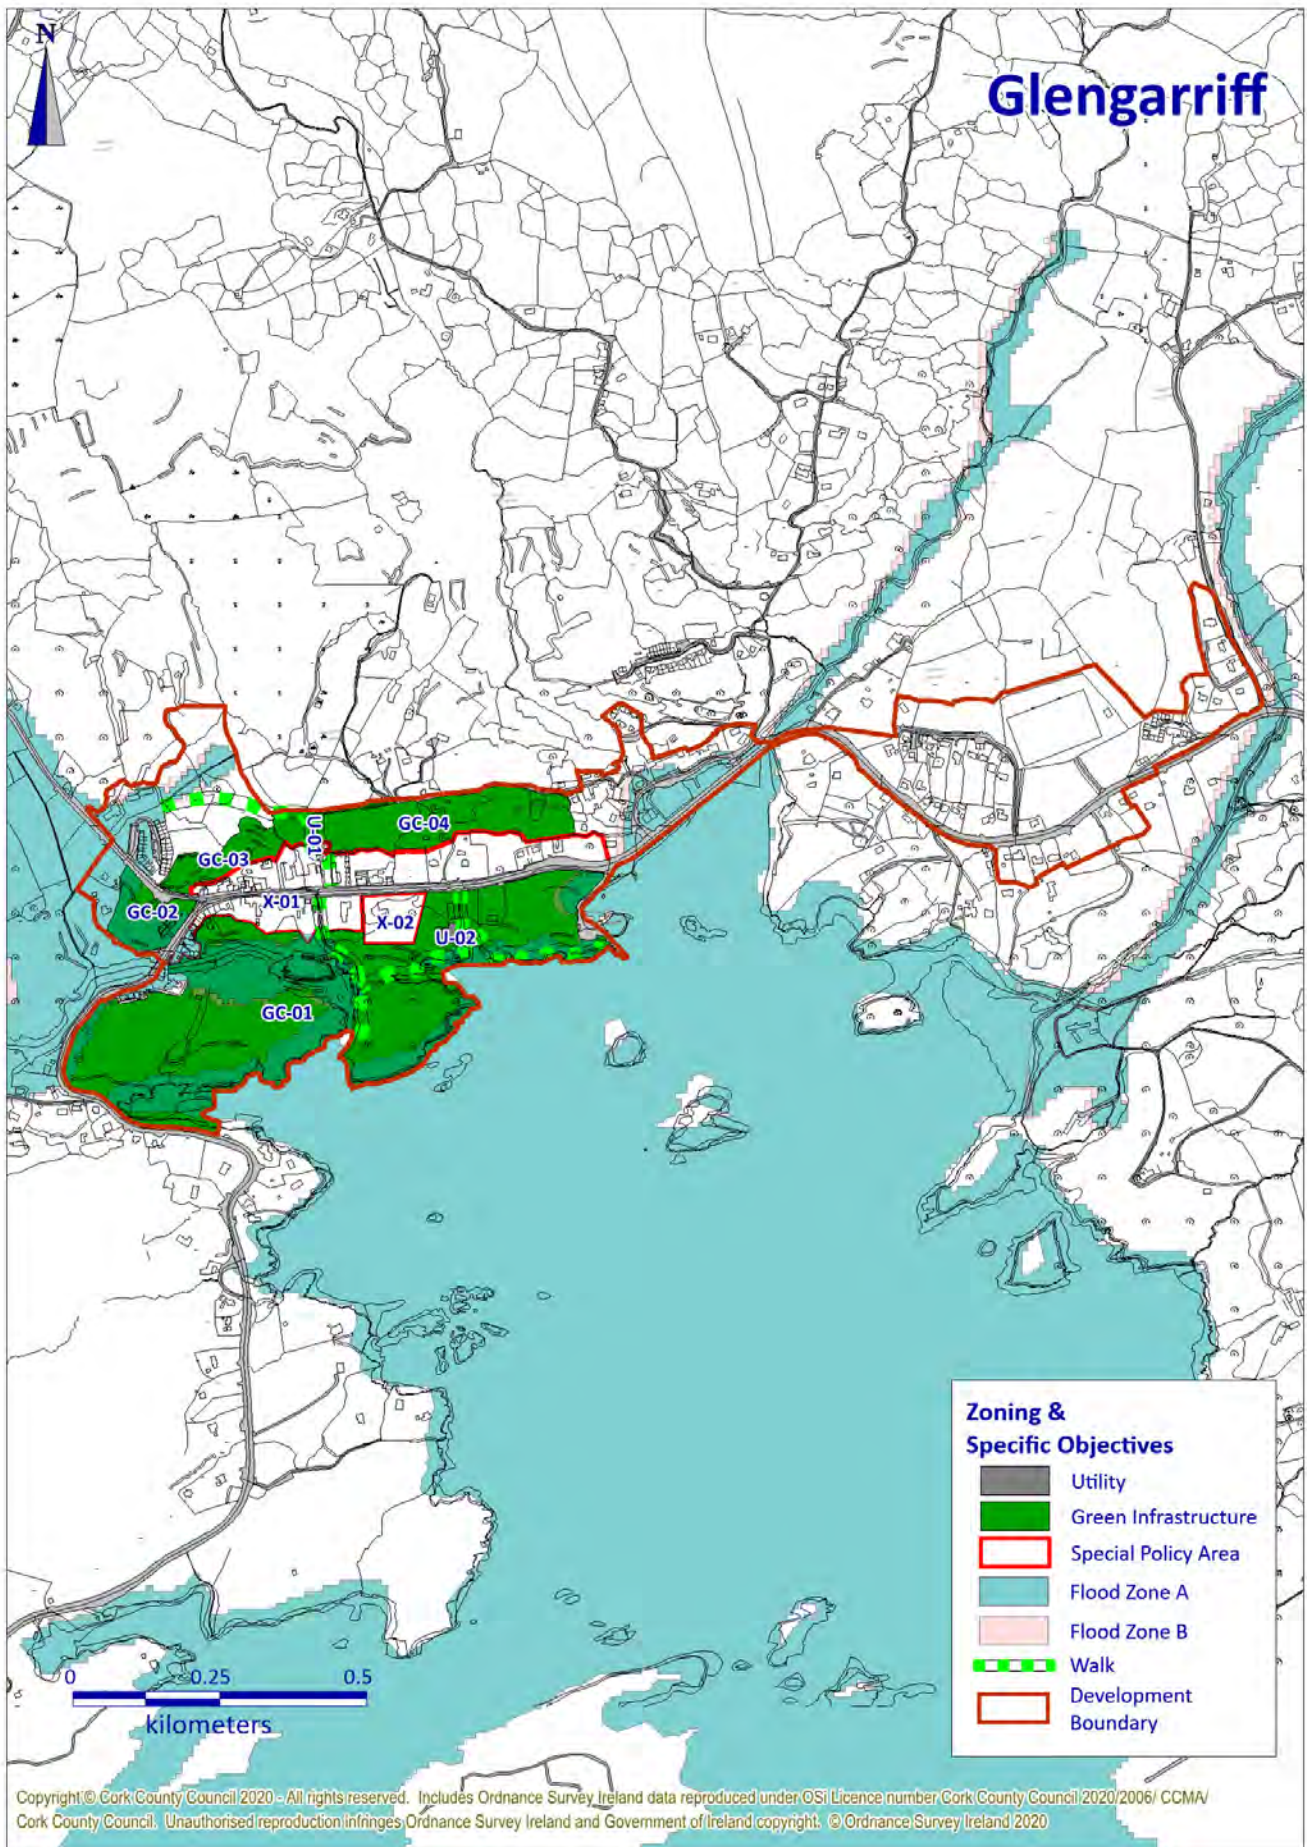 N
Glengarriff
U-01
GC-04
GC-03
X-01
GC-02
X-02
U-02
GC-01
Zoning &
Specific Objectives
Utility
Green Infrastructure
Special Policy Area
Flood Zone A
Flood Zone B
Walk
Development
Boundary
0 0.25 0.5
kilometers
Copyright © Cork County Council 2020 - All rights reserved. Includes Ordnance Survey Ireland data reproduced under OSi Licence number Cork County Council 2020/2006/ CCMA/
Cork County Council. Unauthorised reproduction infringes Ordnance Survey Ireland and Government of Ireland copyright. © Ordnance Survey Ireland 2020